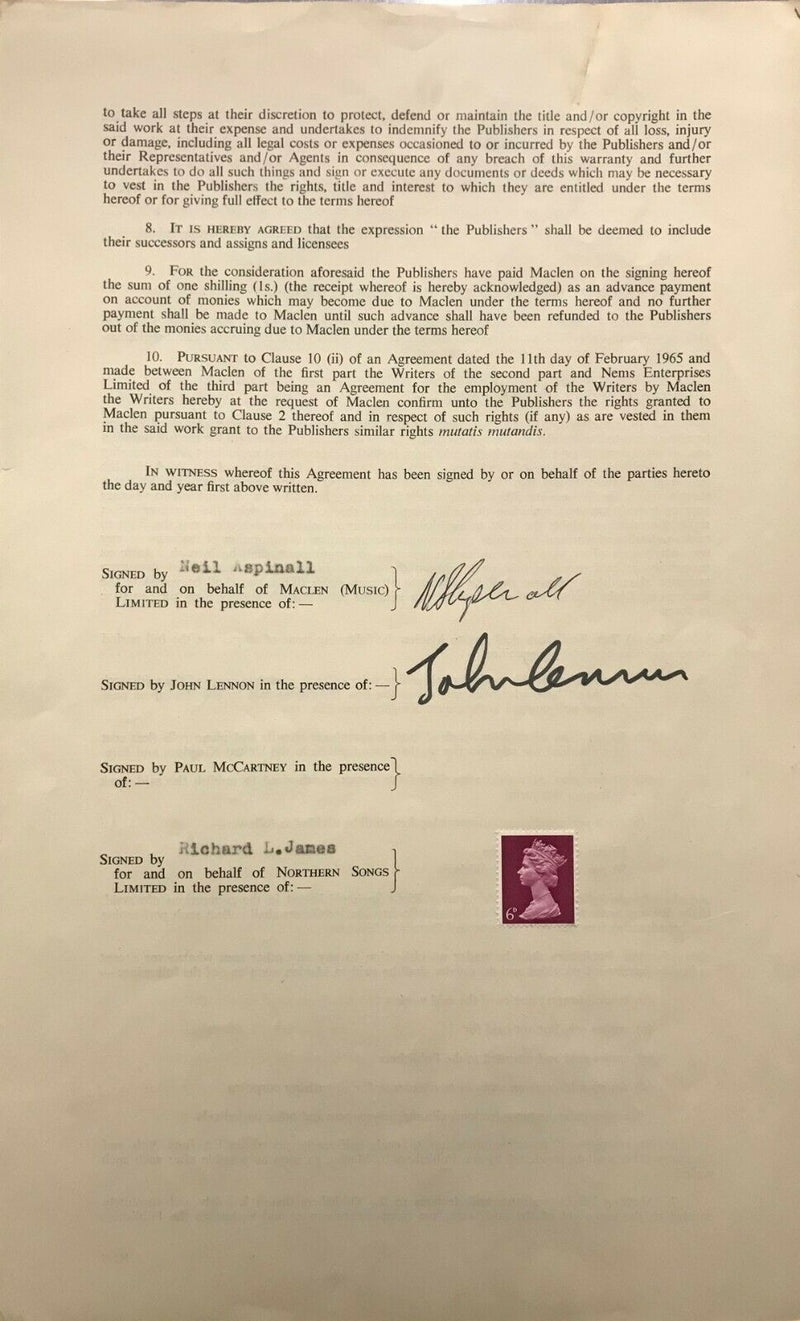 to take all steps at their discretion to protect, defend or maintain the title and/or copyright in the
said work at their expense and undertakes to indemnify the Publishers in respect of all loss, injury
or damage, including all legal costs or expenses occasioned to or incurred by the Publishers and/or
their Representatives and/or Agents in consequence of any breach of this warranty and further
undertakes to do all such things and sign or execute any documents or deeds which may be necessary
to vest in the Publishers the rights, title and interest to which they are entitled under the terms
hereof or for giving full effect to the terms hereof
8. IT IS HEREBY AGREED that the expression " the Publishers " shall be deemed to include
their successors and assigns and licensees
9. FOR the consideration aforesaid the Publishers have paid Maclen on the signing hereof
the sum of one shilling (1s.) (the receipt whereof is hereby acknowledged) as an advance payment
on account of monies which may become due to Maclen under the terms hereof and no further
payment shall be made to Maclen until such advance shall have been refunded to the Publishers
out of the monies accruing due to Maclen under the terms hereof
10. PURSUANT to Clause 10 (ii) of an Agreement dated the 11th day of February 1965 and
made between Maclen of the first part the Writers of the second part and Nems Enterprises
Limited of the third part being an Agreement for the employment of the Writers by Maclen
the Writers hereby at the request of Maclen confirm unto the Publishers the rights granted to
Maclen pursuant to Clause 2 thereof and in respect of such rights (if any) as are vested in them
in the said work grant to the Publishers similar rights mutatis mutandis.
IN WITNESS whereof this Agreement has been signed by or on behalf of the parties hereto
the day and year first above written.
SIGNED by Neil Aspinall
for and on behalf of MACLEN (MUSIC)
LIMITED in the presence of: —
N Aspinall
SIGNED by JOHN LENNON in the presence of: —
John Lennon
SIGNED by PAUL MCCARTNEY in the presence
of: —
SIGNED by Richard L. James
for and on behalf of NORTHERN SONGS
LIMITED in the presence of: —
6D